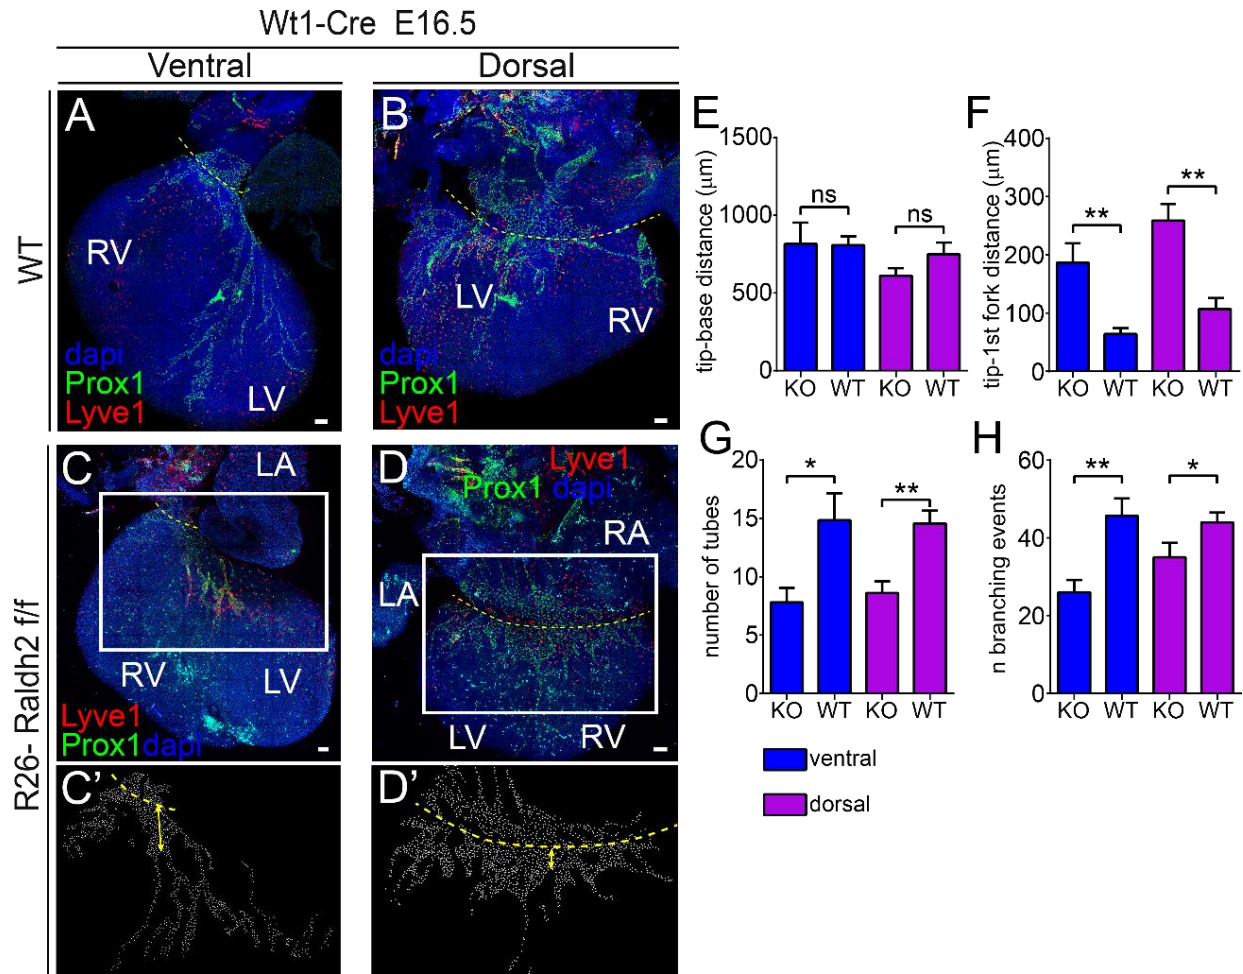 Wt1-Cre E16.5
Ventral
Dorsal
WT
A
RV
LV
dapi
Prox1
Lyve1
B
LV
RV
dapi
Prox1
Lyve1
R26- Raldh2 f/f
C
LA
RV
LV
Lyve1
Prox1 dapi
D
Lyve1
Prox1 dapi
RA
LA
LV
RV
C'
D'
E
tip-base distance (μm)
1500
1000
500
0
ns
ns
KO WT KO WT
F
tip-1st fork distance (μm)
400
300
200
100
0
**
**
KO WT KO WT
G
number of tubes
20
15
10
5
0
*
**
KO WT KO WT
H
n branching events
60
40
20
0
**
*
KO WT KO WT
ventral
dorsal